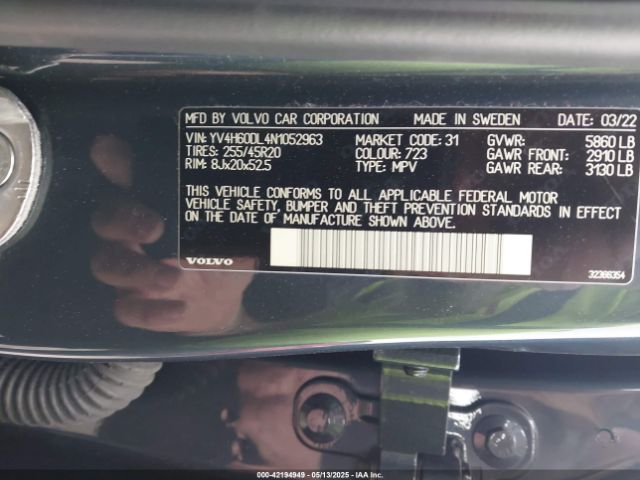 MFD BY VOLVO CAR CORPORATION MADE IN SWEDEN DATE: 03/22
VIN: YV4H60DL4N1052963 MARKET CODE: 31 GVWR: 5860 LB
TIRES: 255/45R20 COLOUR: 723 GAWR FRONT: 2910 LB
RIM: 8Jx20x52.5 TYPE: MPV GAWR REAR: 3130 LB
THIS VEHICLE CONFORMS TO ALL APPLICABLE FEDERAL MOTOR
VEHICLE SAFETY, BUMPER AND THEFT PREVENTION STANDARDS IN EFFECT
ON THE DATE OF MANUFACTURE SHOWN ABOVE.
VOLVO 32366354
000-42194949 - 05/13/2025 - IAA Inc.